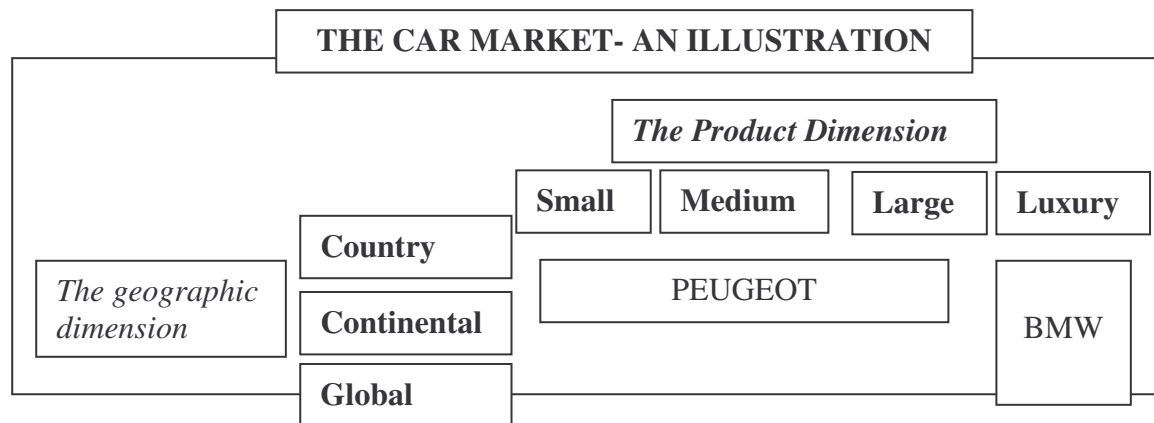 THE CAR MARKET- AN ILLUSTRATION
The Product Dimension
Small Medium Large Luxury
Country
The geographic
dimension
PEUGEOT
Continental
BMW
Global